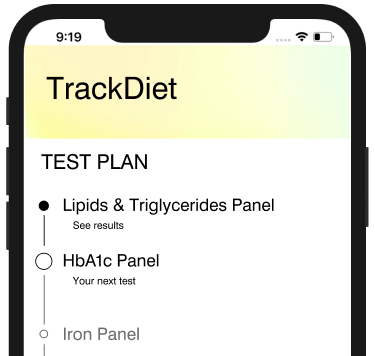 9:19
TrackDiet
TEST PLAN
Lipids & Triglycerides Panel
See results
HbA1c Panel
Your next test
Iron Panel